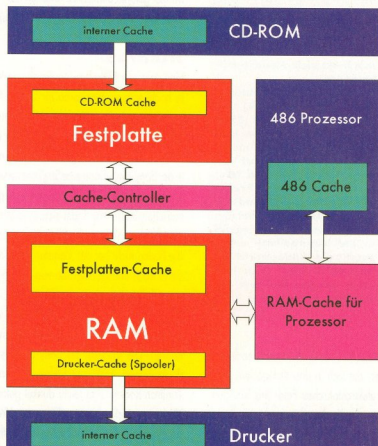 interner Cache
CD-ROM
CD-ROM Cache
Festplatte
486 Prozessor
486 Cache
Cache-Controller
Festplatten-Cache
RAM
RAM-Cache für
Prozessor
Drucker-Cache (Spooler)
interner Cache
Drucker